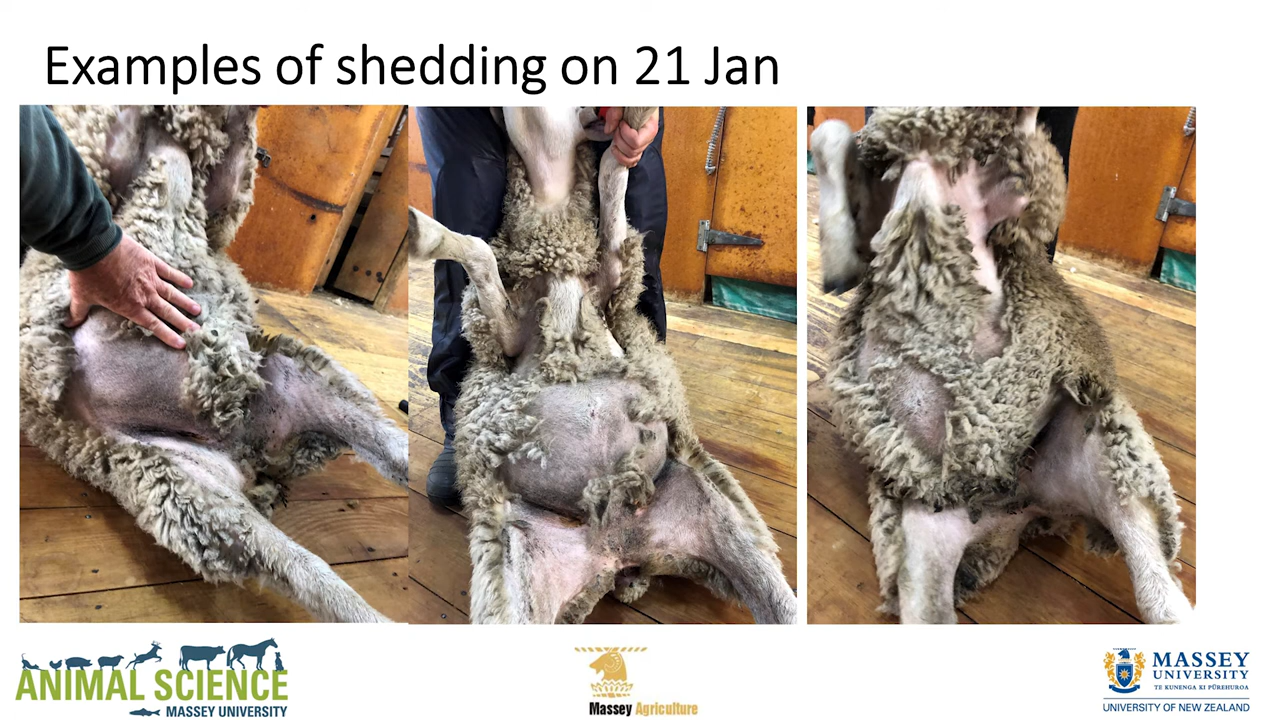 Examples of shedding on 21 Jan
ANIMAL SCIENCE
MASSEY UNIVERSITY
Massey Agriculture
MASSEY
UNIVERSITY
TE KUNENGA KI PŪREHUROA
UNIVERSITY OF NEW ZEALAND